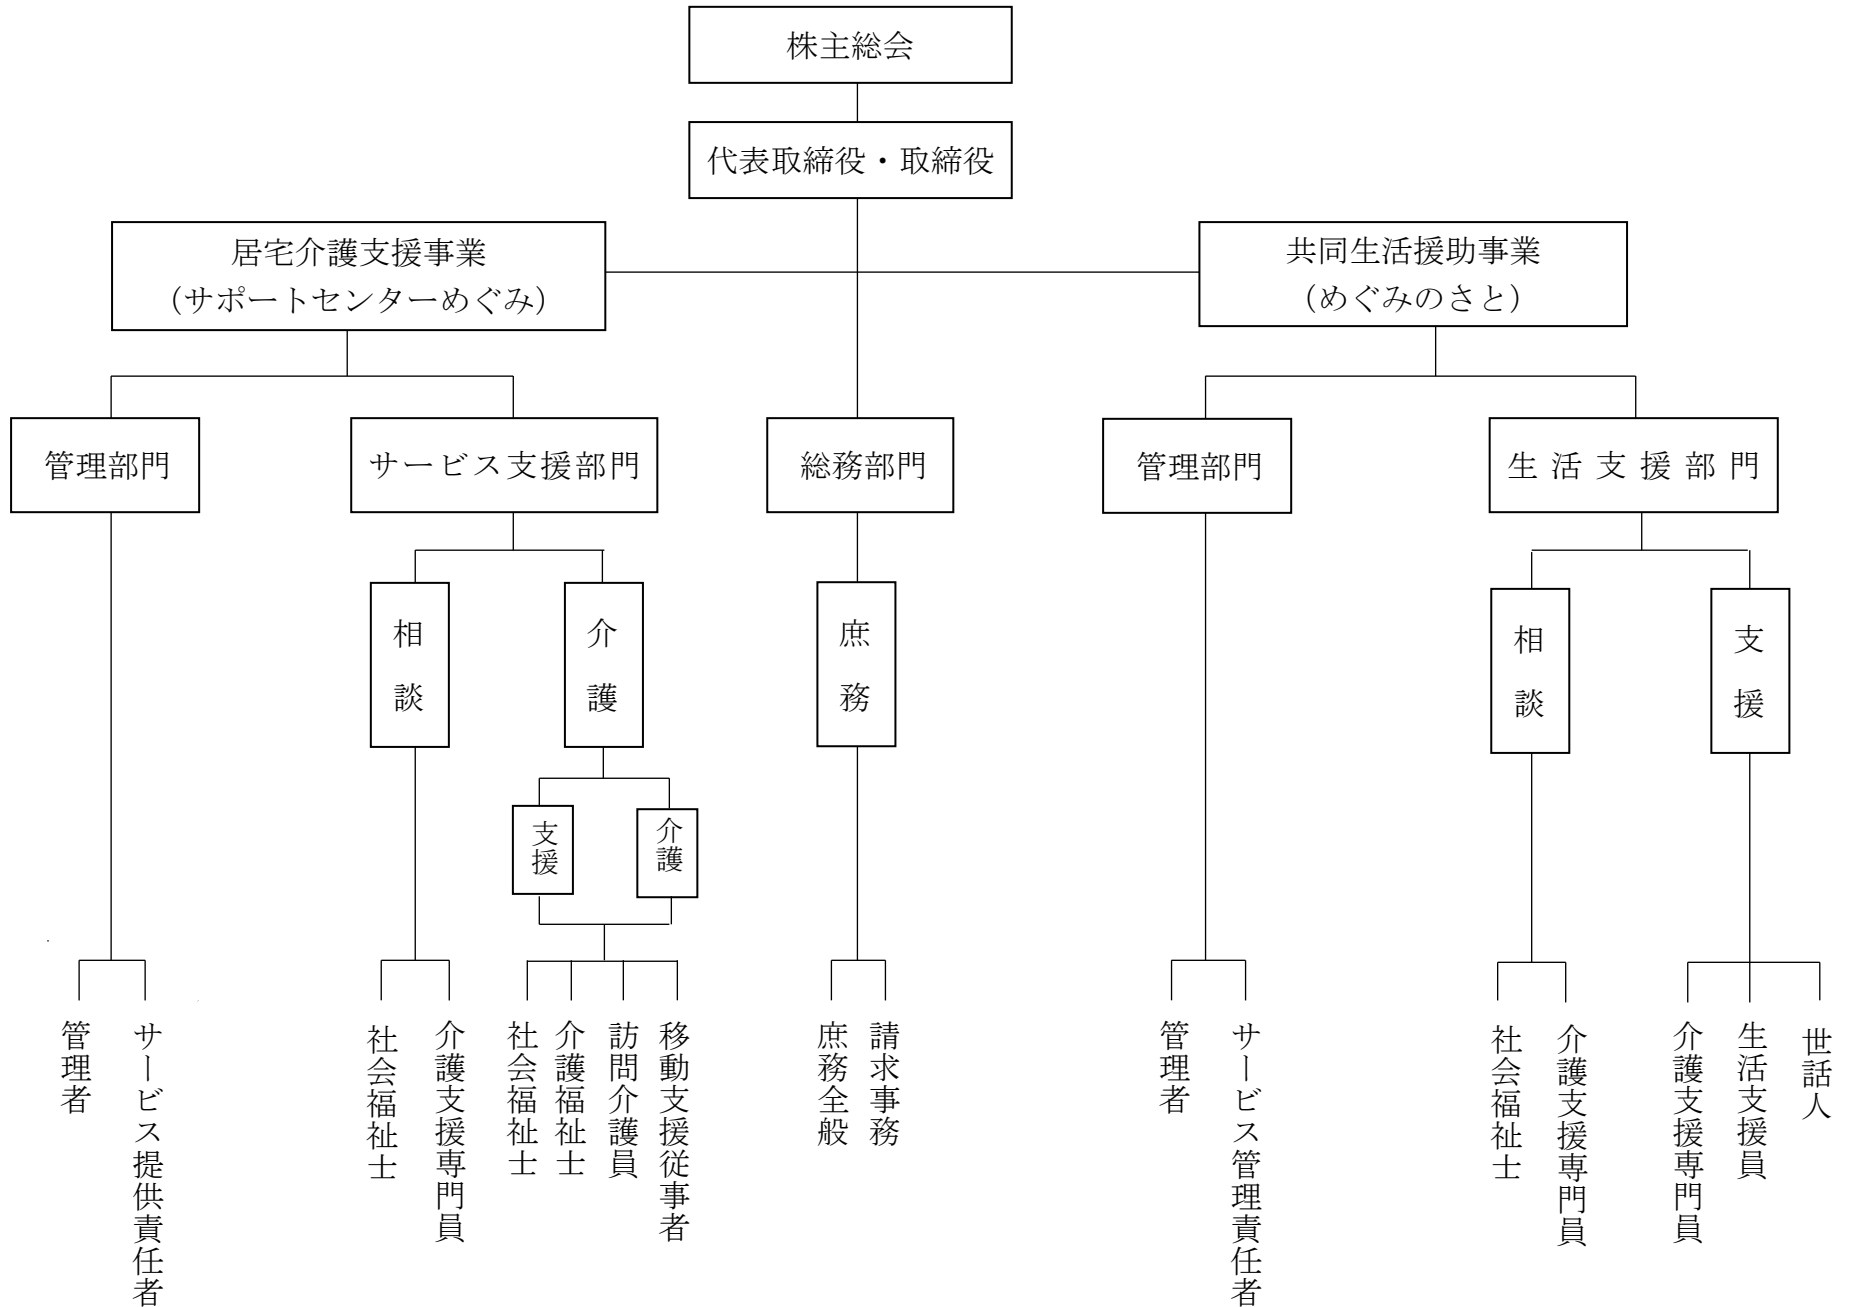 株主総会
代表取締役・取締役
居宅介護支援事業
（サポートセンターめぐみ）
共同生活援助事業
（めぐみのさと）
管理部門
サービス支援部門
総務部門
管理部門
生活支援部門
相談
介護
庶務
相談
支援
支援
介護
管理者
サービス提供責任者
社会福祉士
介護支援専門員
社会福祉士
介護福祉士
訪問介護員
移動支援従事者
庶務全般
請求事務
管理者
サービス管理責任者
社会福祉士
介護支援専門員
介護支援専門員
生活支援員
世話人